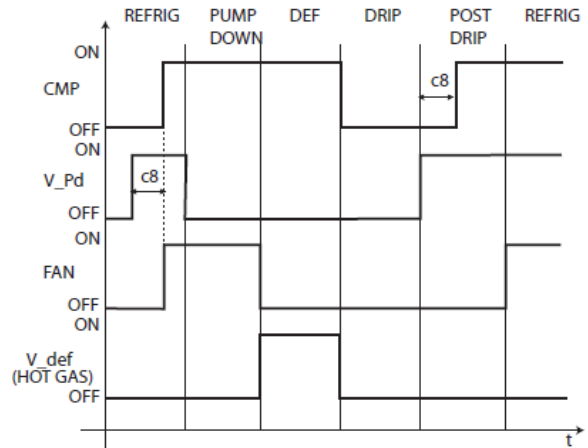 REFRIG PUMP DOWN DEF DRIP POST DRIP REFRIG
ON
CMP
c8
OFF
ON
V_Pd
c8
OFF
ON
FAN
OFF
ON
V_def
(HOT GAS)
OFF
t